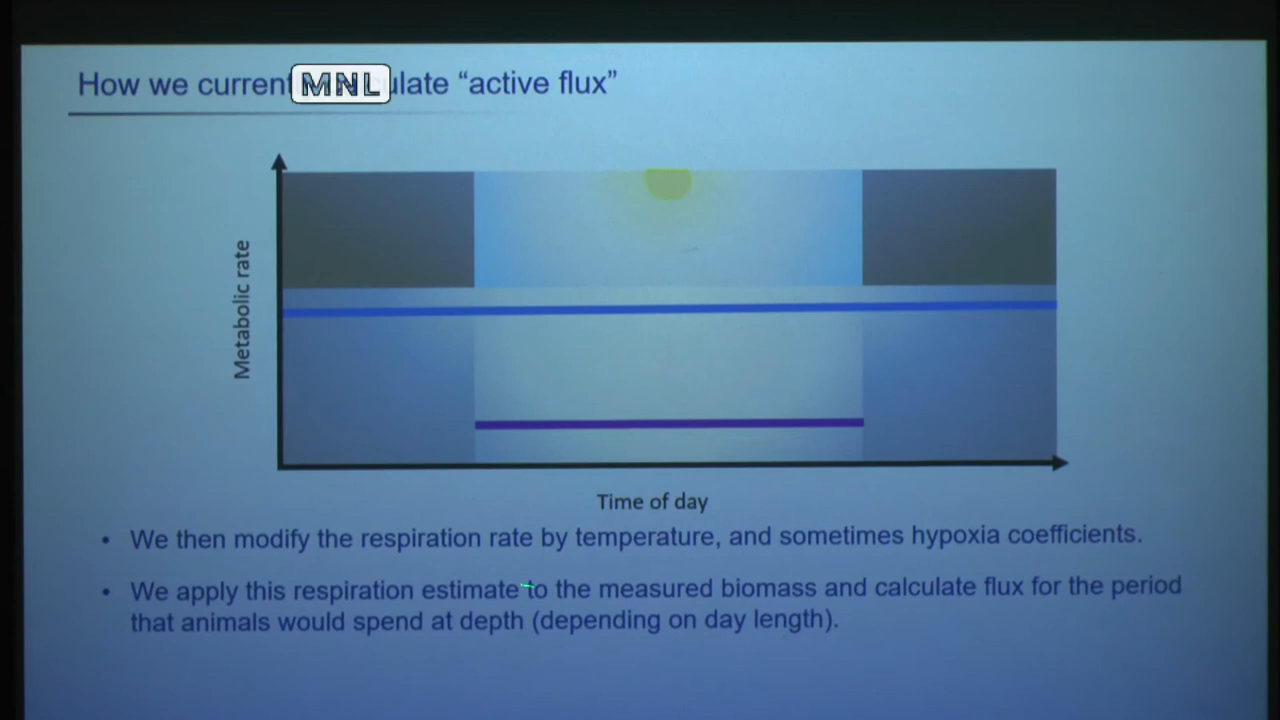 How we current MNL ulate “active flux”
Metabolic rate
Time of day
• We then modify the respiration rate by temperature, and sometimes hypoxia coefficients.
• We apply this respiration estimate to the measured biomass and calculate flux for the period
that animals would spend at depth (depending on day length).